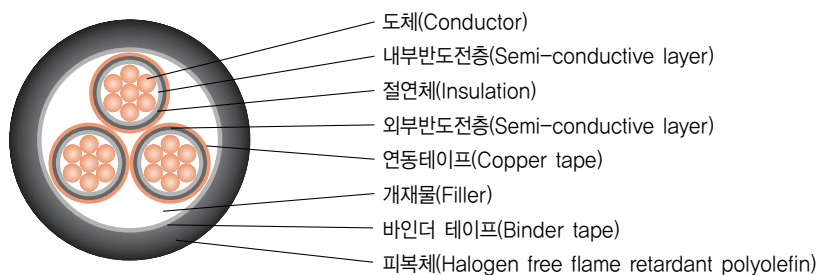 도체(Conductor)
내부반도전층(Semi-conductive layer)
절연체(Insulation)
외부반도전층(Semi-conductive layer)
연동테이프(Copper tape)
개재물(Filler)
바인더 테이프(Binder tape)
피복체(Halogen free flame retardant polyolefin)